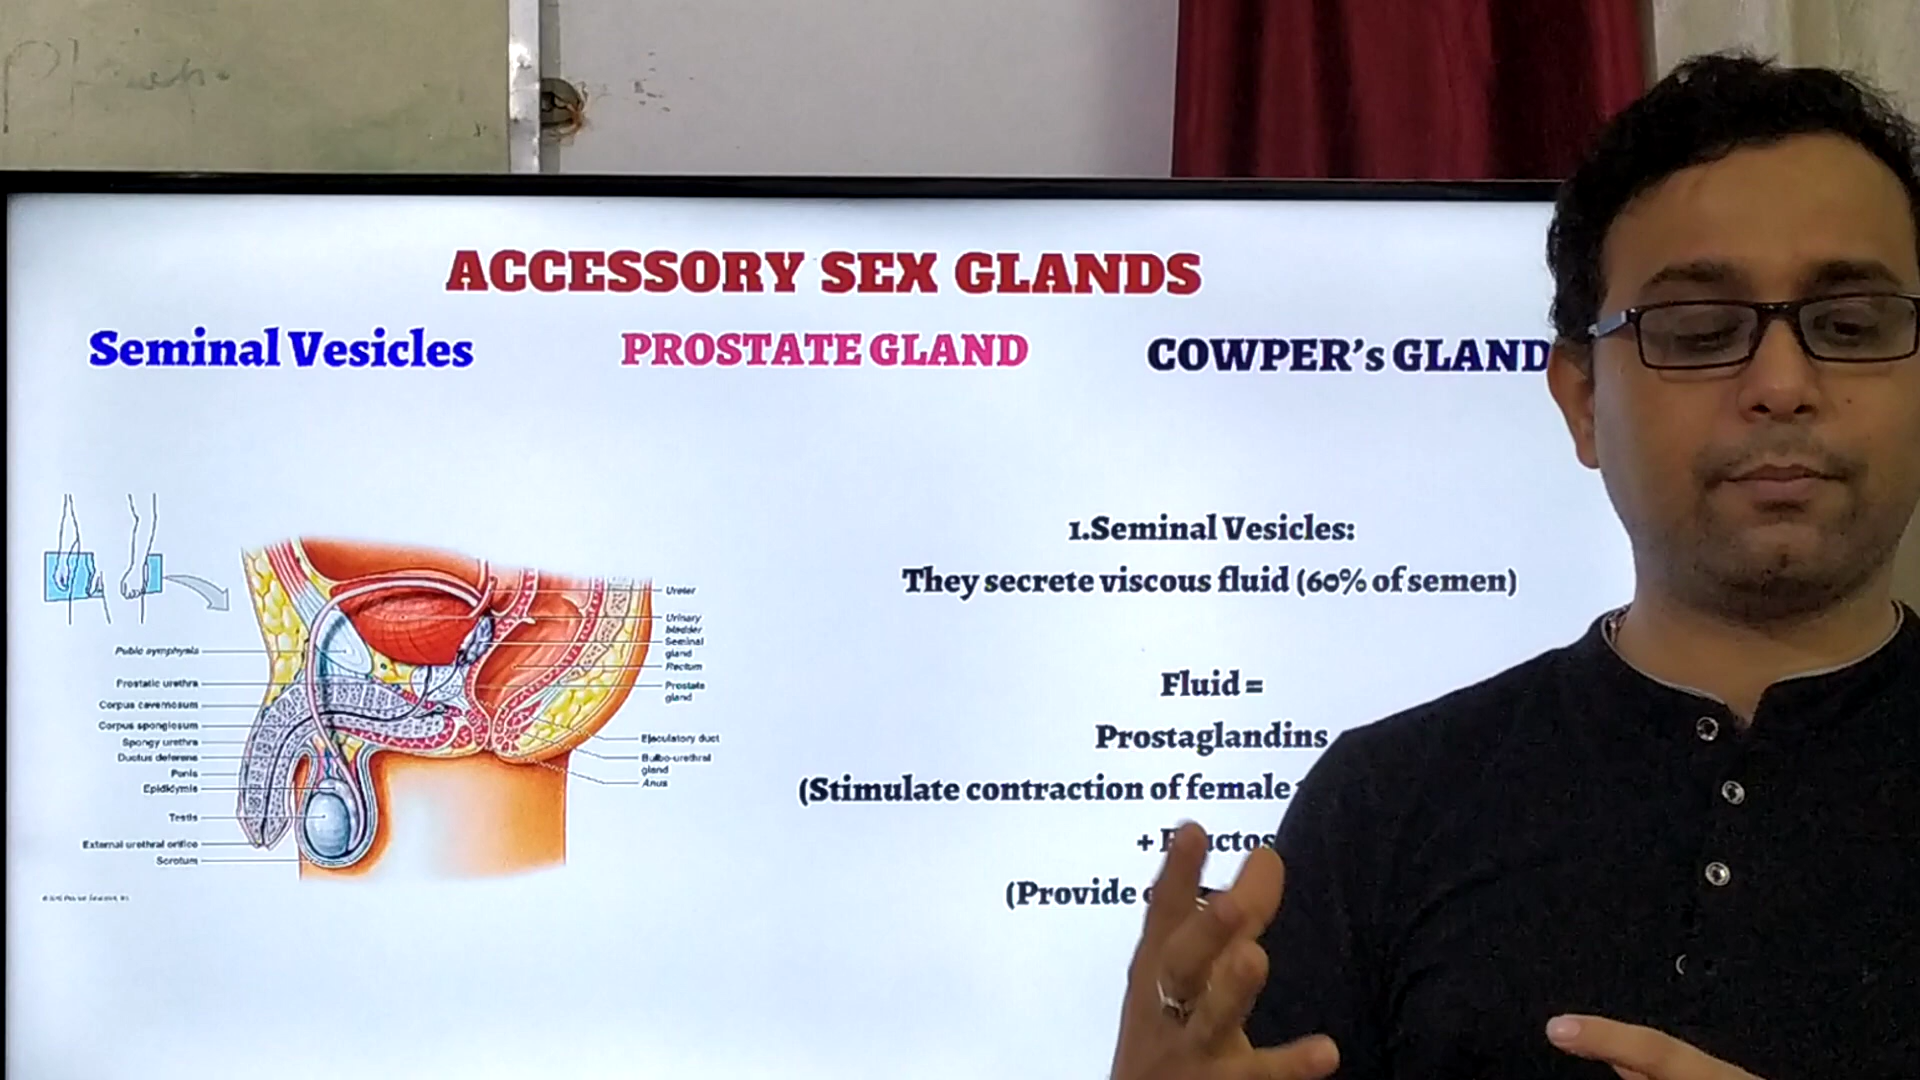 ACCESSORY SEX GLANDS
Seminal Vesicles
PROSTATE GLAND
COWPER's GLAND
1.Seminal Vesicles:
They secrete viscous fluid (60% of semen)
Fluid =
Prostaglandins
(Stimulate contraction of female
+
(Provide
Ureter
Urinary
bladder
Seminal
gland
Rectum
Prostate
gland
Ejaculatory duct
Bulbo-urethral
gland
Anus
Pubic symphysis
Prostatic urethra
Corpus cavernosum
Corpus spongiosum
Spongy urethra
Ductus deferens
Penis
Epididymis
Testis
External urethral orifice
Scrotum